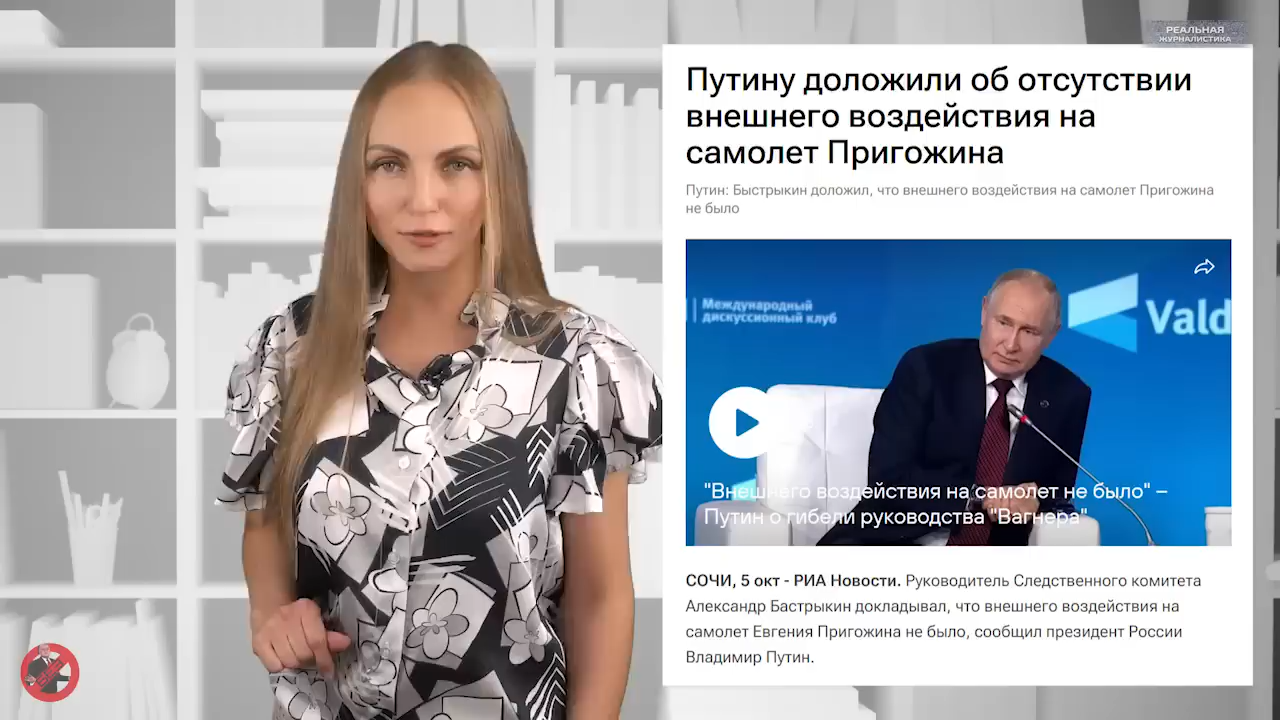 РЕАЛЬНАЯ
ЖУРНАЛИСТИКА
Путину доложили об отсутствии
внешнего воздействия на
самолет Пригожина
Путин: Быстрыкин доложил, что внешнего воздействия на самолет Пригожина
не было
Международный
дискуссионный клуб
Vald
"Внешнего воздействия на самолет не было" –
Путин о гибели руководства "Вагнера"
СОЧИ, 5 окт - РИА Новости. Руководитель Следственного комитета
Александр Бастрыкин докладывал, что внешнего воздействия на
самолет Евгения Пригожина не было, сообщил президент России
Владимир Путин.